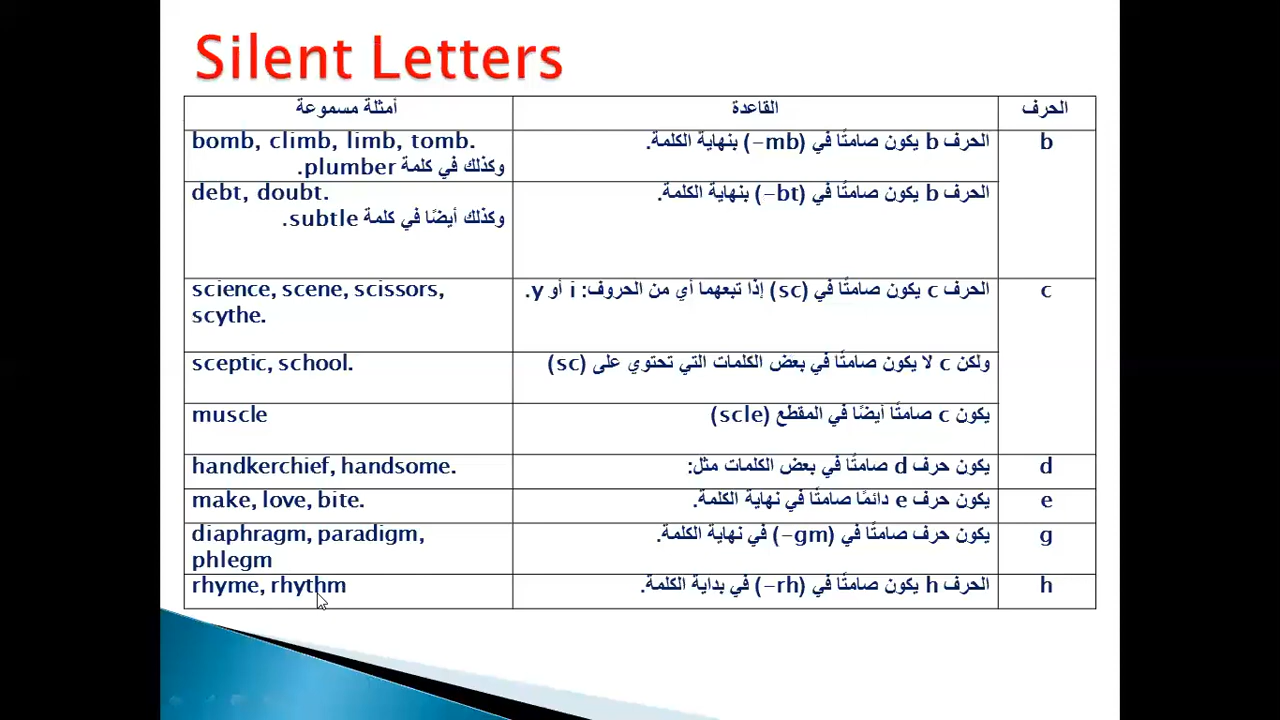 Silent Letters
الحرف	القاعدة	أمثلة مسموعة
b	الحرف b يكون صامتًا في (mb–) بنهاية الكلمة.	bomb, climb, limb, tomb.
وكذلك في كلمة plumber.
الحرف b يكون صامتًا في (bt–) بنهاية الكلمة.	debt, doubt.
وكذلك أيضًا في كلمة subtle.
c	الحرف c يكون صامتًا في (sc) إذا تبعهما أي من الحروف: i أو y.	science, scene, scissors,
scythe.
ولكن c لا يكون صامتًا في بعض الكلمات التي تحتوي على (sc)	sceptic, school.
يكون c صامتًا أيضًا في المقطع (scle)	muscle
d	يكون حرف d صامتًا في بعض الكلمات مثل:	handkerchief, handsome.
e	يكون حرف e دائمًا صامتًا في نهاية الكلمة.	make, love, bite.
g	يكون حرف صامتًا في (gm–) في نهاية الكلمة.	diaphragm, paradigm,
phlegm
h	الحرف h يكون صامتًا في (rh–) في بداية الكلمة.	rhyme, rhythm